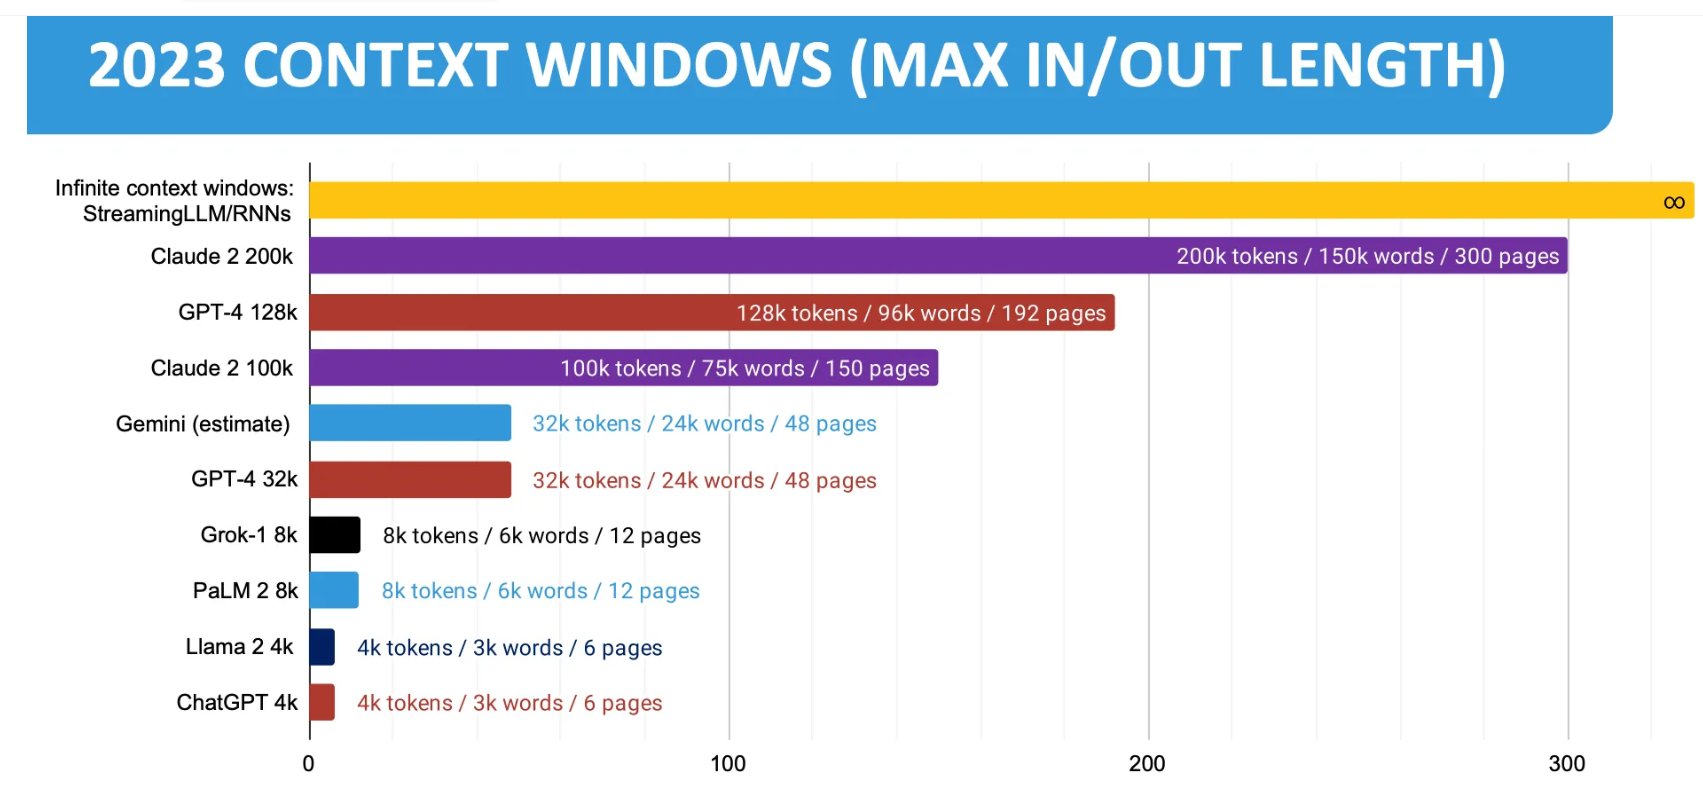 2023 CONTEXT WINDOWS (MAX IN/OUT LENGTH)
Infinite context windows:
StreamingLLM/RNNs
∞
Claude 2 200k
200k tokens / 150k words / 300 pages
GPT-4 128k
128k tokens / 96k words / 192 pages
Claude 2 100k
100k tokens / 75k words / 150 pages
Gemini (estimate)
32k tokens / 24k words / 48 pages
GPT-4 32k
32k tokens / 24k words / 48 pages
Grok-1 8k
8k tokens / 6k words / 12 pages
PaLM 2 8k
8k tokens / 6k words / 12 pages
Llama 2 4k
4k tokens / 3k words / 6 pages
ChatGPT 4k
4k tokens / 3k words / 6 pages
0 100 200 300